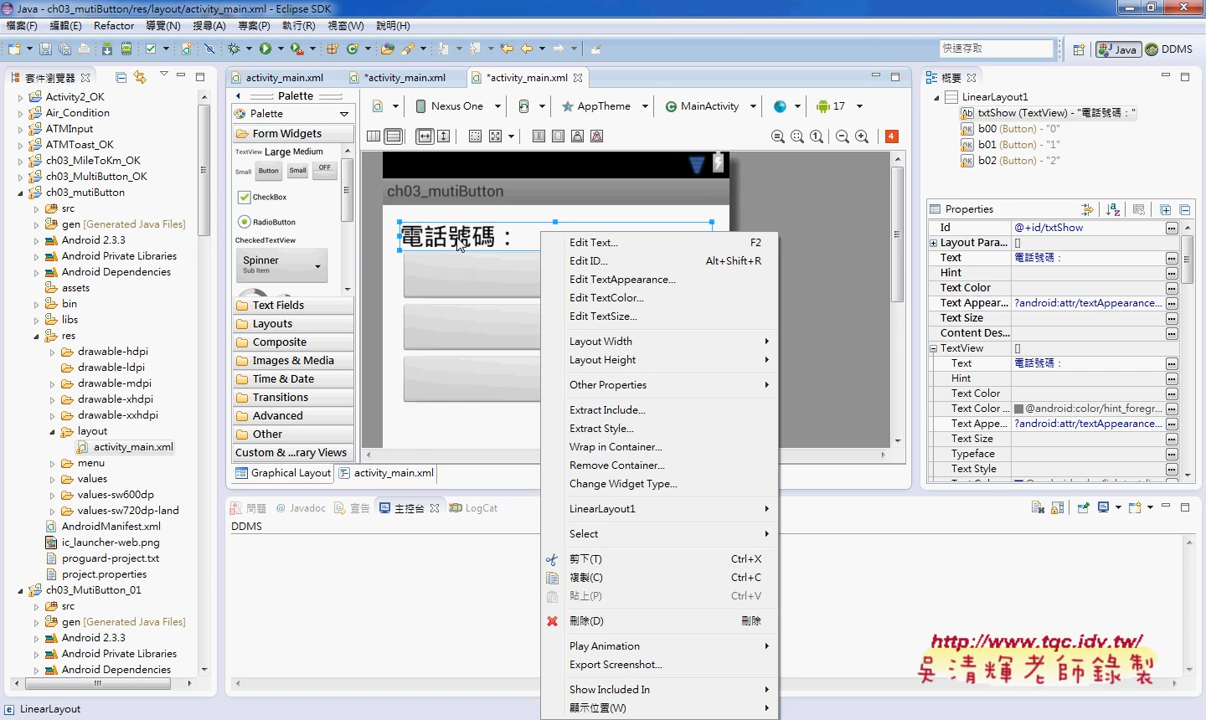 Java - ch03_mutiButton/res/layout/activity_main.xml - Eclipse SDK
檔案(F) 編輯(E) Refactor 導覽(N) 搜尋(A) 專案(P) 執行(R) 視窗(W) 說明(H)
快速存取
Java
DDMS
套件瀏覽器
Activity2_OK
Air_Condition
ATMInput
ATMToast_OK
ch03_MileToKm_OK
ch03_MultiButton_OK
ch03_mutiButton
src
gen [Generated Java Files]
Android 2.3.3
Android Private Libraries
Android Dependencies
assets
bin
libs
res
drawable-hdpi
drawable-ldpi
drawable-mdpi
drawable-xhdpi
drawable-xxhdpi
layout
activity_main.xml
menu
values
values-sw600dp
values-sw720dp-land
AndroidManifest.xml
ic_launcher-web.png
proguard-project.txt
project.properties
ch03_MutiButton_01
src
gen [Generated Java Files]
Android 2.3.3
Android Private Libraries
Android Dependencies
LinearLayout
activity_main.xml
*activity_main.xml
*activity_main.xml
Palette
Palette
Form Widgets
TextView Large Medium
Small Button Small OFF
CheckBox
RadioButton
CheckedTextView
Spinner
Sub Item
Text Fields
Layouts
Composite
Images & Media
Time & Date
Transitions
Advanced
Other
Custom & ...rary Views
Graphical Layout
activity_main.xml
Nexus One
AppTheme
MainActivity
17
4
ch03_mutiButton
電話號碼：
Edit Text... F2
Edit ID... Alt+Shift+R
Edit TextAppearance...
Edit TextColor...
Edit TextSize...
Layout Width
Layout Height
Other Properties
Extract Include...
Extract Style...
Wrap in Container...
Remove Container...
Change Widget Type...
LinearLayout1
Select
剪下(T) Ctrl+X
複製(C) Ctrl+C
貼上(P) Ctrl+V
刪除(D) 刪除
Play Animation
Export Screenshot...
Show Included In
顯示位置(W)
問題
Javadoc
宣告
主控台
LogCat
DDMS
概要
LinearLayout1
txtShow (TextView) - "電話號碼："
b00 (Button) - "0"
b01 (Button) - "1"
b02 (Button) - "2"
Properties
Id @+id/txtShow
Layout Para... []
Text 電話號碼：
Hint
Text Color
Text Appear... ?android:attr/textAppearance...
Text Size
Content Des...
TextView []
Text 電話號碼：
Hint
Text Color
Text Color ... @android:color/hint_foregr...
Text Appe... ?android:attr/textAppearance...
Text Size
Typeface
Text Style
http://www.tqc.idv.tw/
吳清輝老師錄製